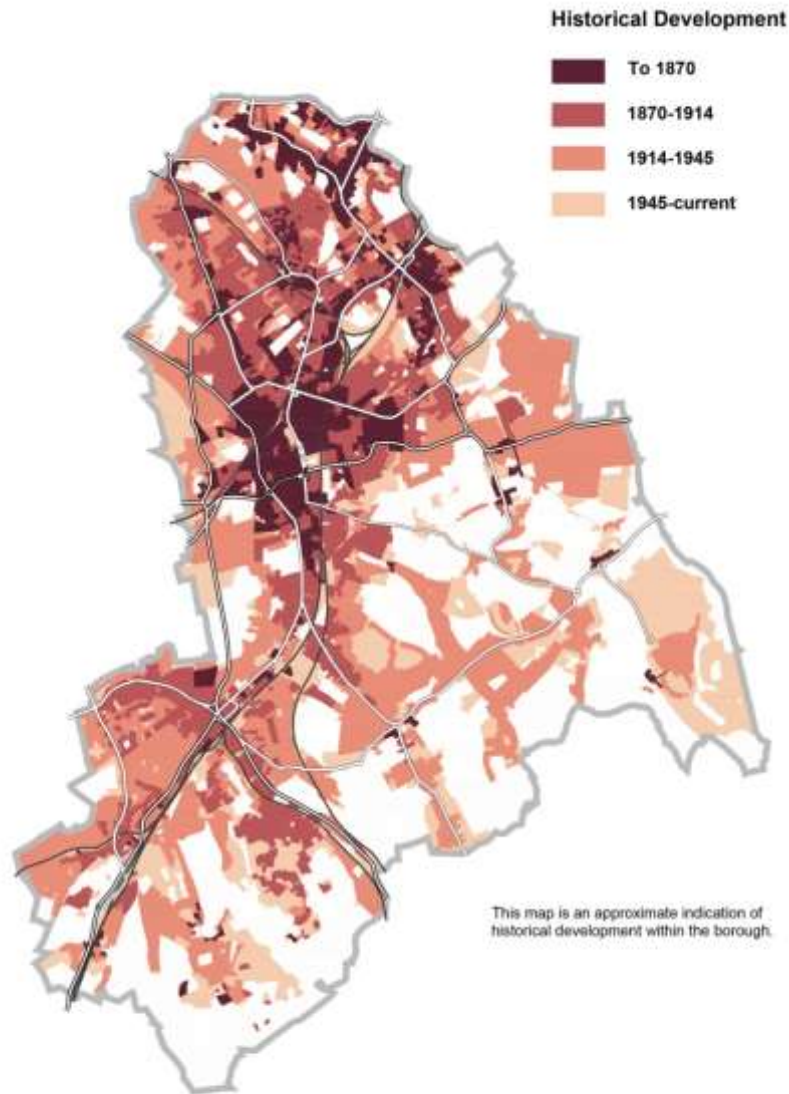 Historical Development
To 1870
1870-1914
1914-1945
1945-current
This map is an approximate indication of
historical development within the borough.